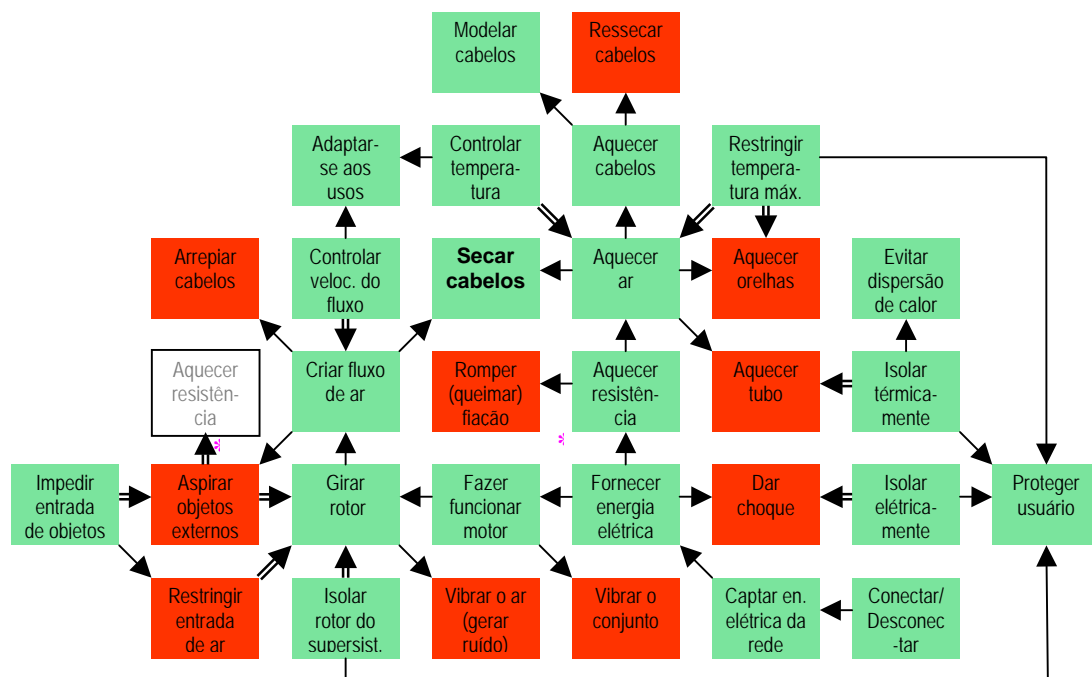 Modelar
cabelos
Ressecar
cabelos
Adaptar-
se aos
usos
Controlar
tempera-
tura
Aquecer
cabelos
Restringir
tempera-
tura máx.
Arrepiar
cabelos
Controlar
veloc. do
fluxo
Secar
cabelos
Aquecer
ar
Aquecer
orelhas
Evitar
dispersão
de calor
Aquecer
resistên-
cia
Criar fluxo
de ar
Romper
(queimar)
fiacão
Aquecer
resistên-
cia
Aquecer
tubo
Isolar
térmica-
mente
*
*
Impedir
entrada
de objetos
Aspirar
objetos
externos
Girar
rotor
Fazer
funcionar
motor
Fornecer
energia
elétrica
Dar
choque
Isolar
elétrica-
mente
Proteger
usuário
Restringir
entrada
de ar
Isolar
rotor do
supersist.
Vibrar o ar
(gerar
ruído)
Vibrar o
conjunto
Captar en.
elétrica da
rede
Conectar/
Desconec
-tar